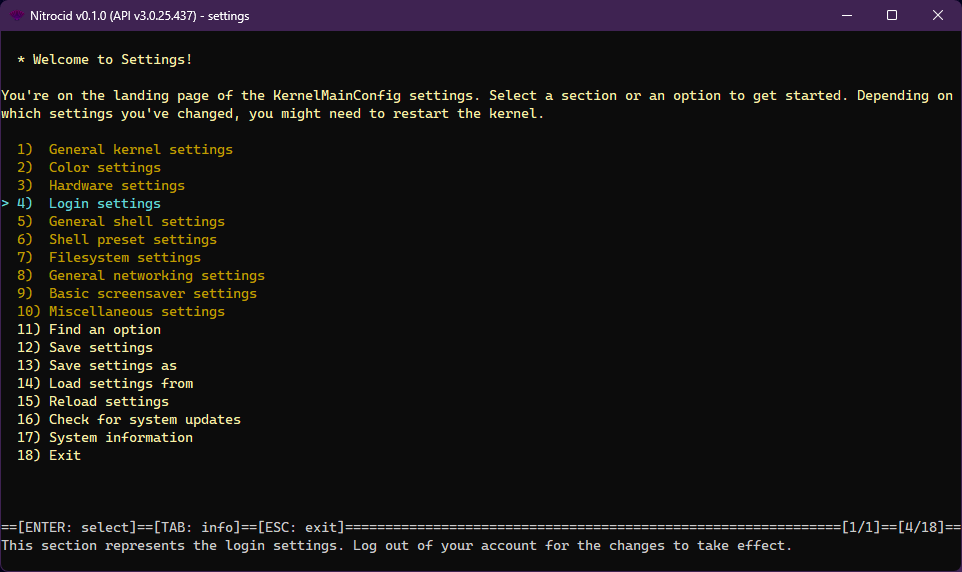 Nitrocid v0.1.0 (API v3.0.25.437) - settings
* Welcome to Settings!
You're on the landing page of the KernelMainConfig settings. Select a section or an option to get started. Depending on
which settings you've changed, you might need to restart the kernel.
1) General kernel settings
2) Color settings
3) Hardware settings
> 4) Login settings
5) General shell settings
6) Shell preset settings
7) Filesystem settings
8) General networking settings
9) Basic screensaver settings
10) Miscellaneous settings
11) Find an option
12) Save settings
13) Save settings as
14) Load settings from
15) Reload settings
16) Check for system updates
17) System information
18) Exit
==[ENTER: select]==[TAB: info]==[ESC: exit]==============================================================[1/1]==[4/18]==
This section represents the login settings. Log out of your account for the changes to take effect.